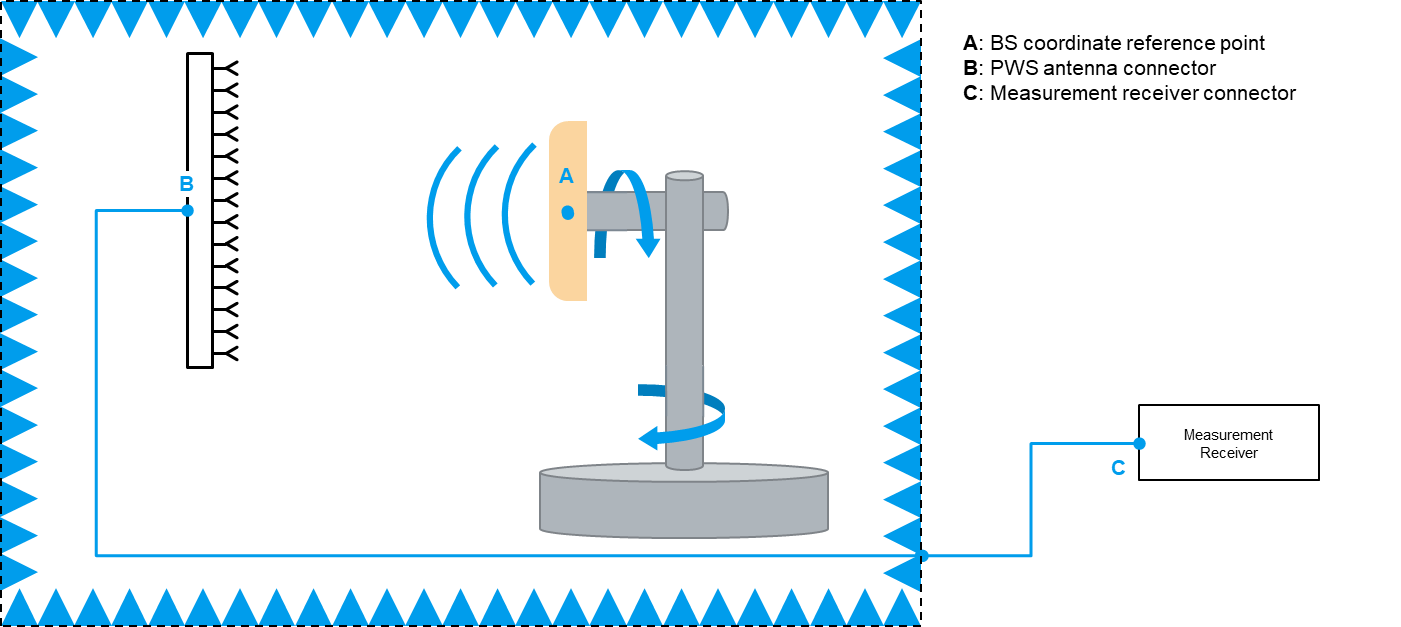 A: BS coordinate reference point
B: PWS antenna connector
C: Measurement receiver connector
A
B
Measurement
Receiver
C